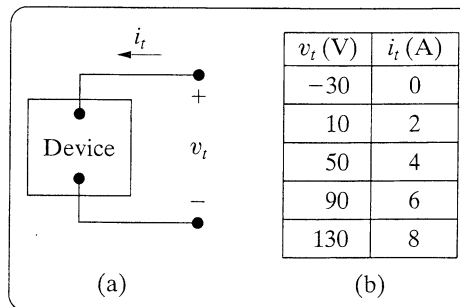 i_t
+
Device
v_t
−
(a)
v_t (V) i_t (A)
−30 0
10 2
50 4
90 6
130 8
(b)